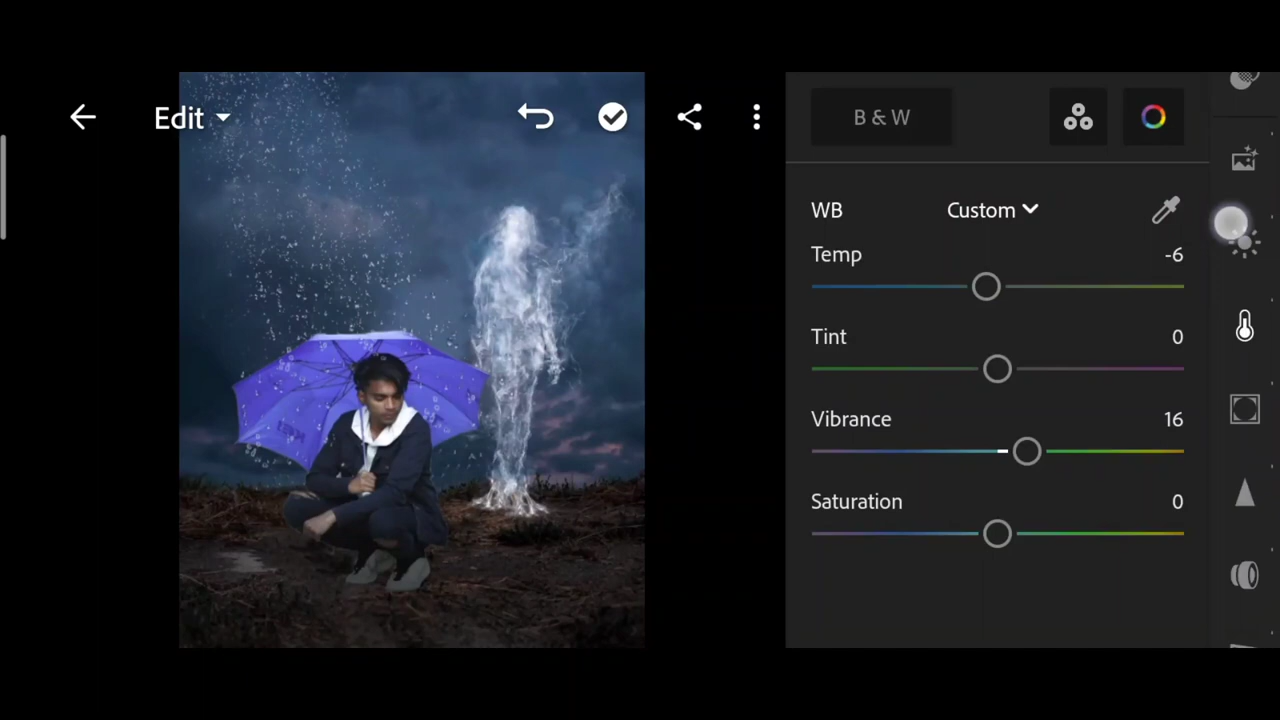 Edit
B & W
WB
Custom
Temp
-6
Tint
0
Vibrance
16
Saturation
0